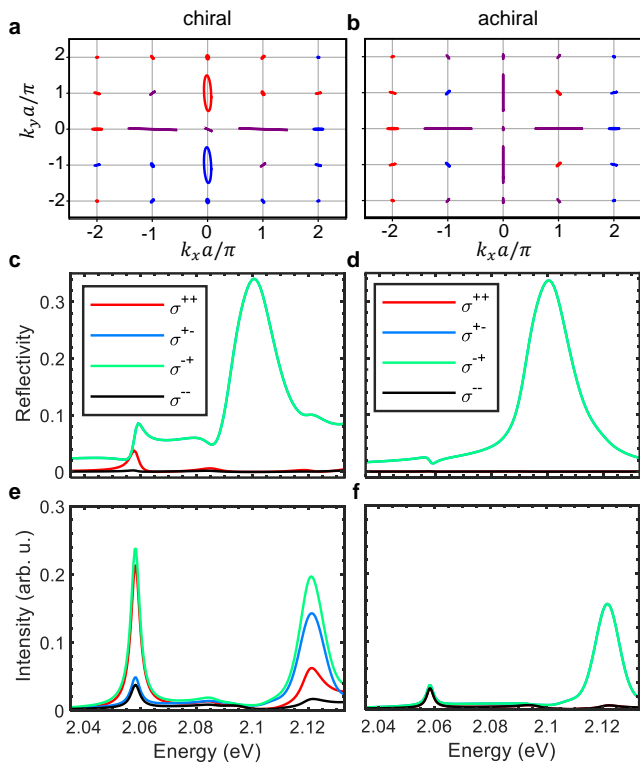 chiral
achiral
a
b
k_y a/π
2
1
0
-1
-2
-2 -1 0 1 2
-2 -1 0 1 2
k_x a/π
k_x a/π
c
d
Reflectivity
0.3
0.2
0.1
0
σ++
σ+-
σ-+
σ--
σ++
σ+-
σ-+
σ--
e
f
Intensity (arb. u.)
0.3
0.2
0.1
0
2.04 2.06 2.08 2.1 2.12
2.04 2.06 2.08 2.1 2.12
Energy (eV)
Energy (eV)